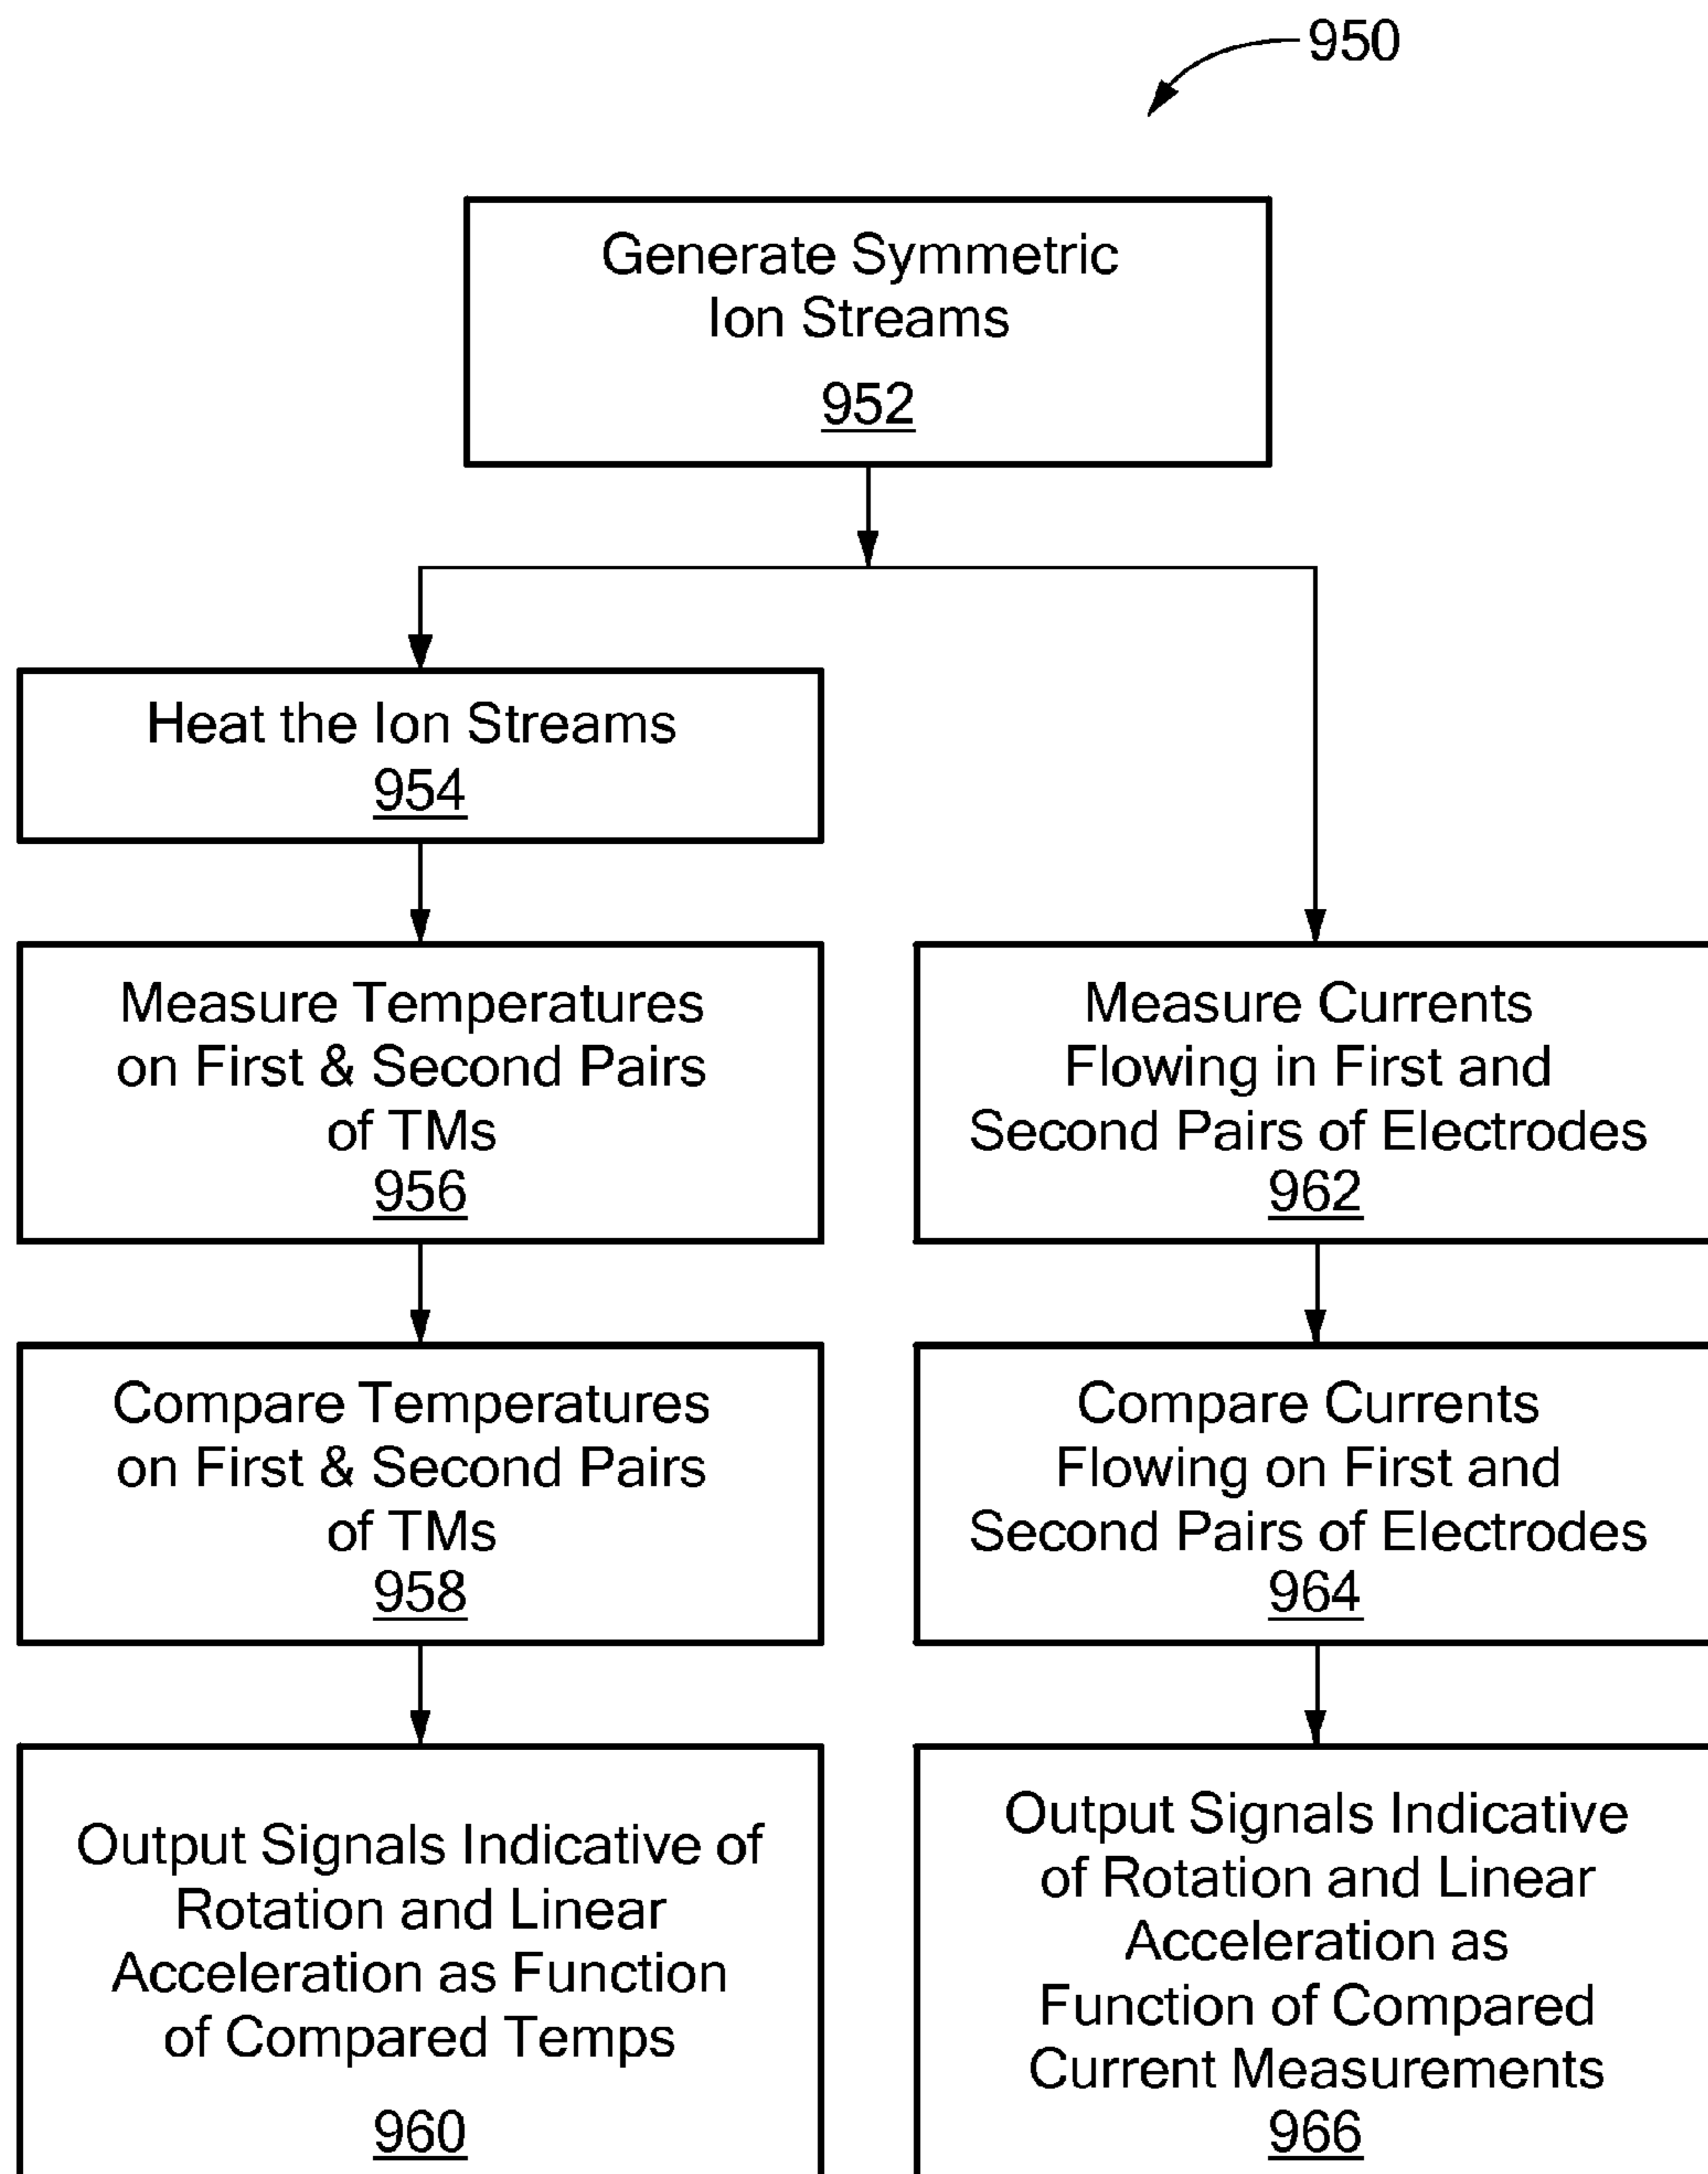 950
Generate Symmetric
Ion Streams
952
Heat the Ion Streams
954
Measure Temperatures
on First & Second Pairs
of TMs
956
Compare Temperatures
on First & Second Pairs
of TMs
958
Output Signals Indicative of
Rotation and Linear
Acceleration as Function
of Compared Temps
960
Measure Currents
Flowing in First and
Second Pairs of Electrodes
962
Compare Currents
Flowing on First and
Second Pairs of Electrodes
964
Output Signals Indicative
of Rotation and Linear
Acceleration as
Function of Compared
Current Measurements
966